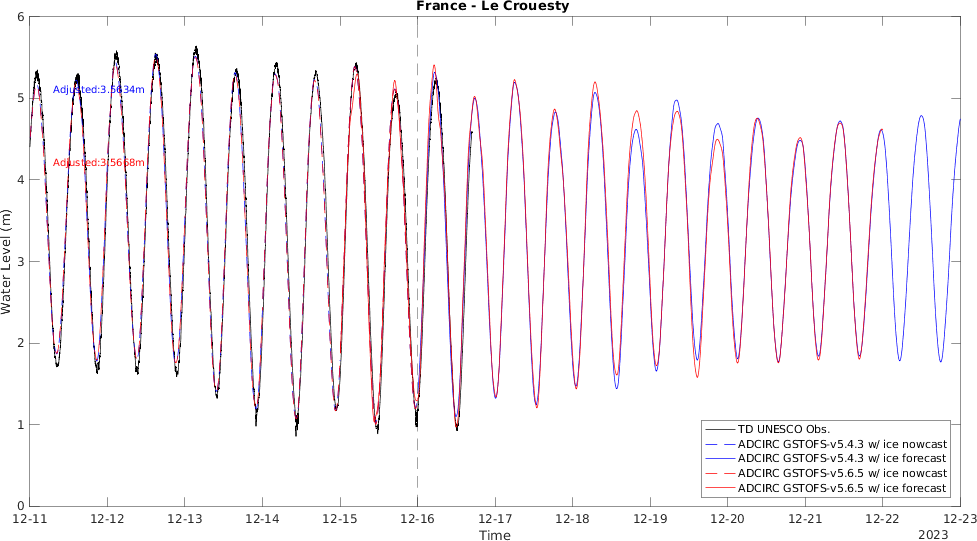 France - Le Crouesty
6
5
4
3
2
1
0
Water Level (m)
Adjusted:3.5634m
Adjusted:3.5668m
TD UNESCO Obs.
ADCIRC GSTOFS-v5.4.3 w/ ice nowcast
ADCIRC GSTOFS-v5.4.3 w/ ice forecast
ADCIRC GSTOFS-v5.6.5 w/ ice nowcast
ADCIRC GSTOFS-v5.6.5 w/ ice forecast
12-11 12-12 12-13 12-14 12-15 12-16 12-17 12-18 12-19 12-20 12-21 12-22 12-23
Time
2023